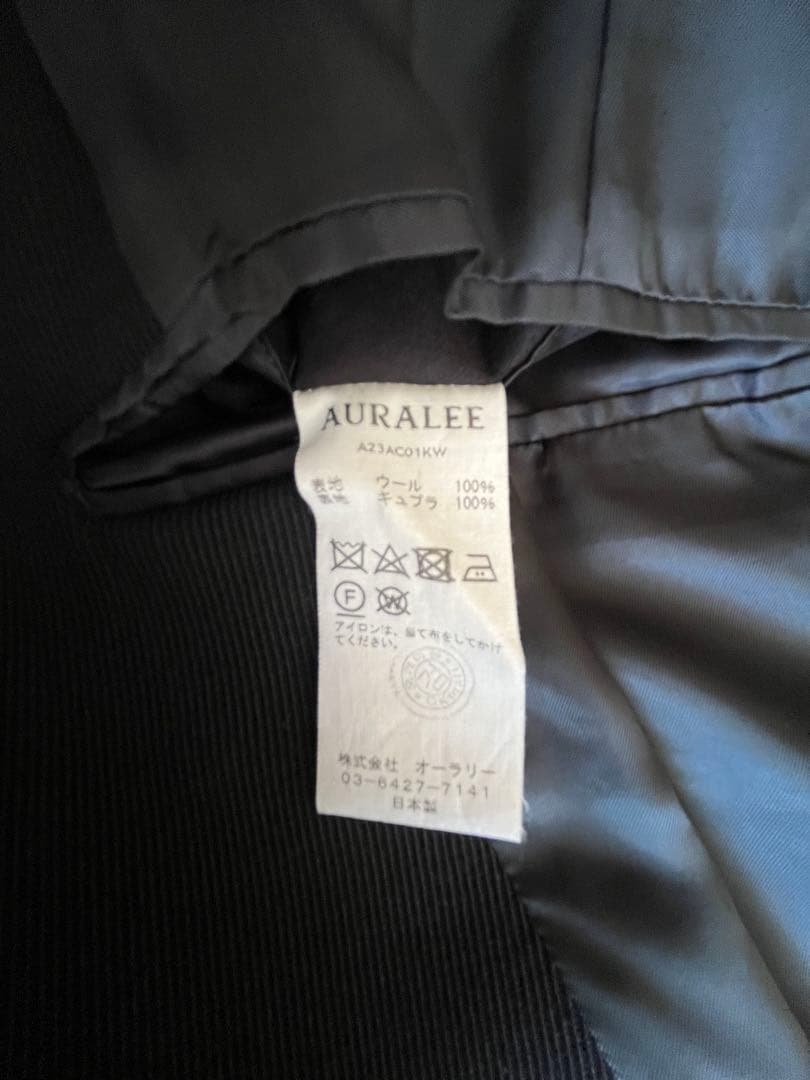 AURALEE
A23AC01KW
表地 ウール 100%
裏地 キュプラ 100%
F W
アイロンは、当て布をしてかけ
てください。
株式会社 オーラリー
03-6427-7141
日本製